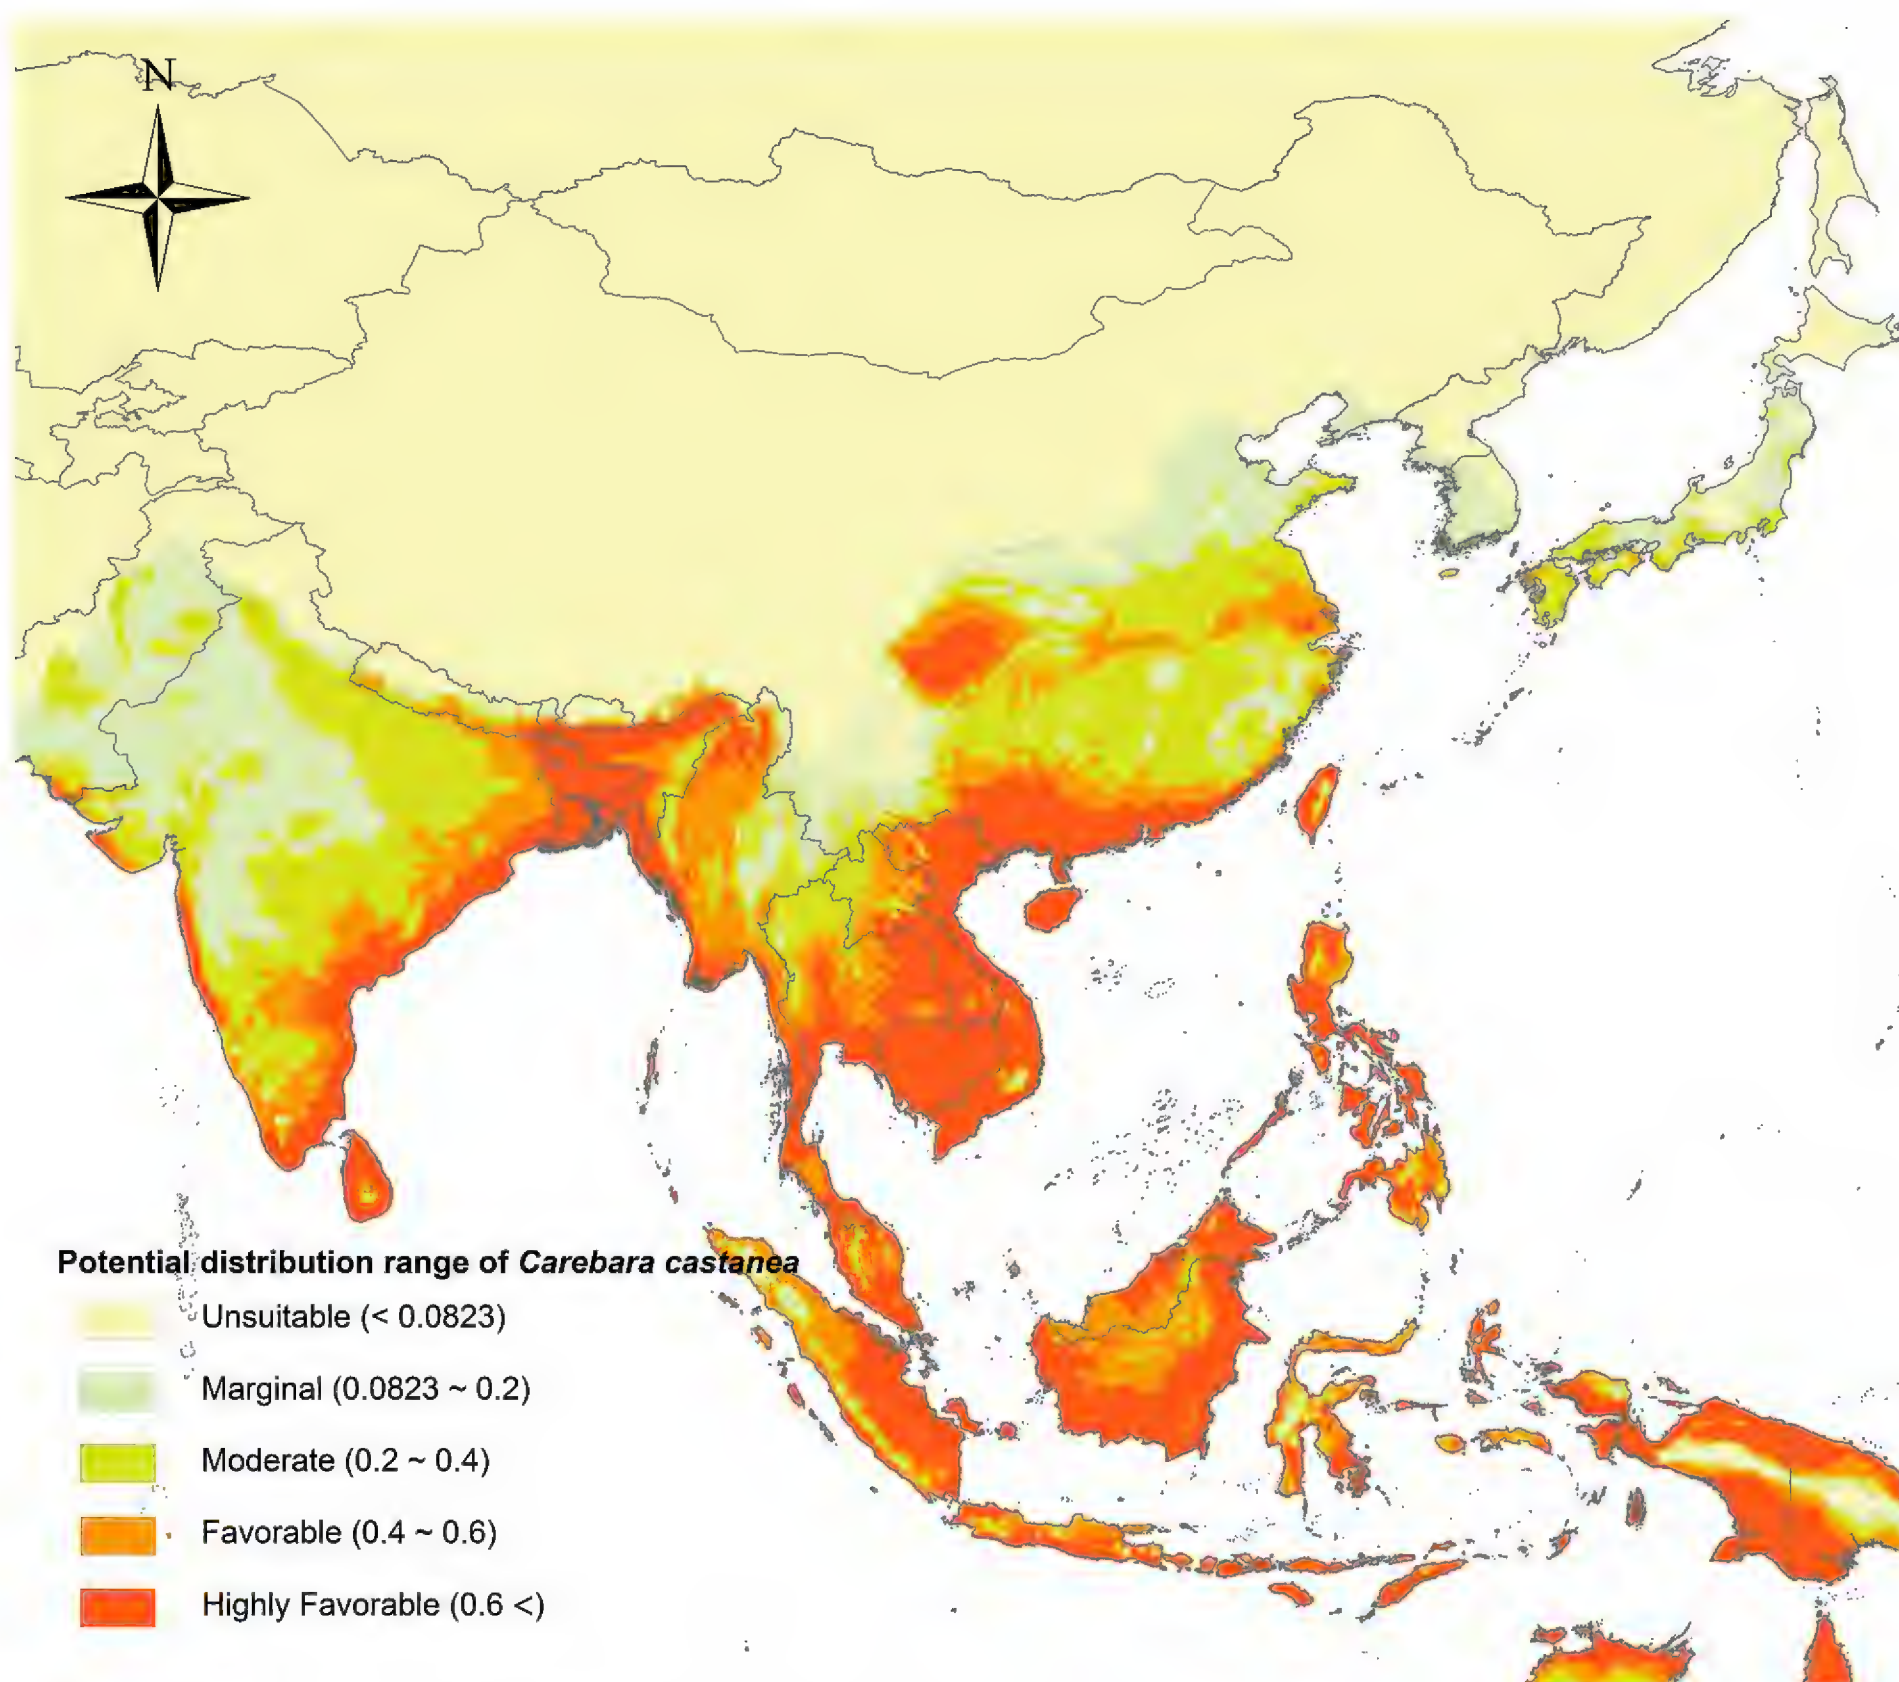 N
Potential distribution range of Carebara castanea
Unsuitable (< 0.0823)
Marginal (0.0823 ~ 0.2)
Moderate (0.2 ~ 0.4)
Favorable (0.4 ~ 0.6)
Highly Favorable (0.6 <)